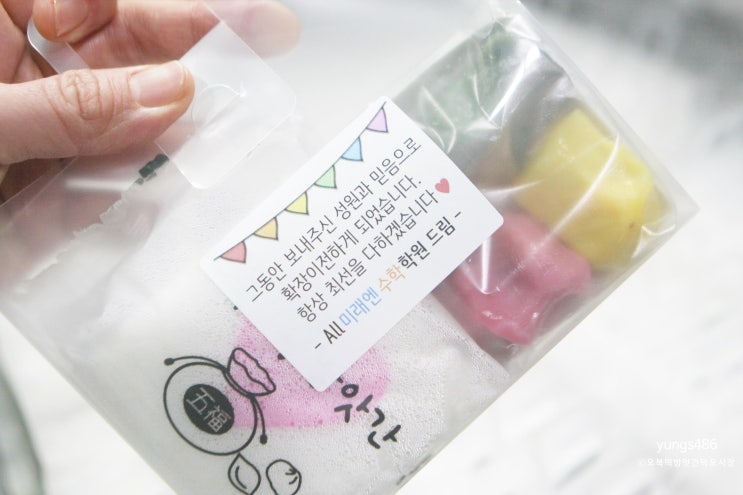 그동안 보내주신 성원과 믿음으로
확장이전하게 되었습니다.
항상 최선을 다하겠습니다♥
- All미래엔 수학학원 드림 -
五福
우간
yungs486